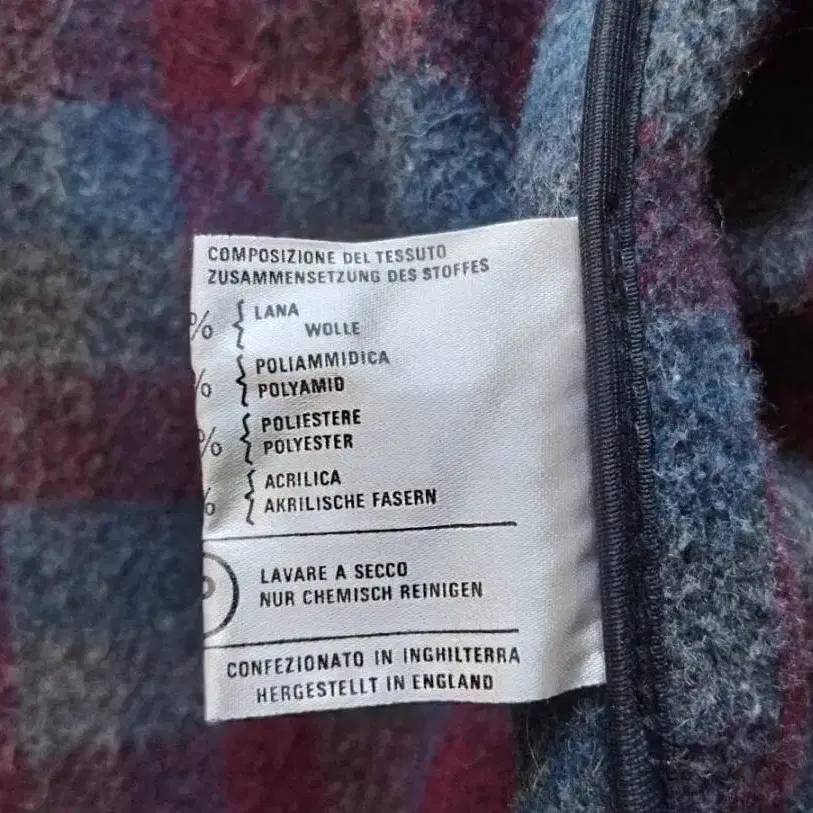 COMPOSIZIONE DEL TESSUTO
ZUSAMMENSETZUNG DES STOFFES
% { LANA
WOLLE
% { POLIAMMIDICA
POLYAMID
% { POLIESTERE
POLYESTER
% { ACRILICA
AKRILISCHE FASERN
P LAVARE A SECCO
NUR CHEMISCH REINIGEN
CONFEZIONATO IN INGHILTERRA
HERGESTELLT IN ENGLAND